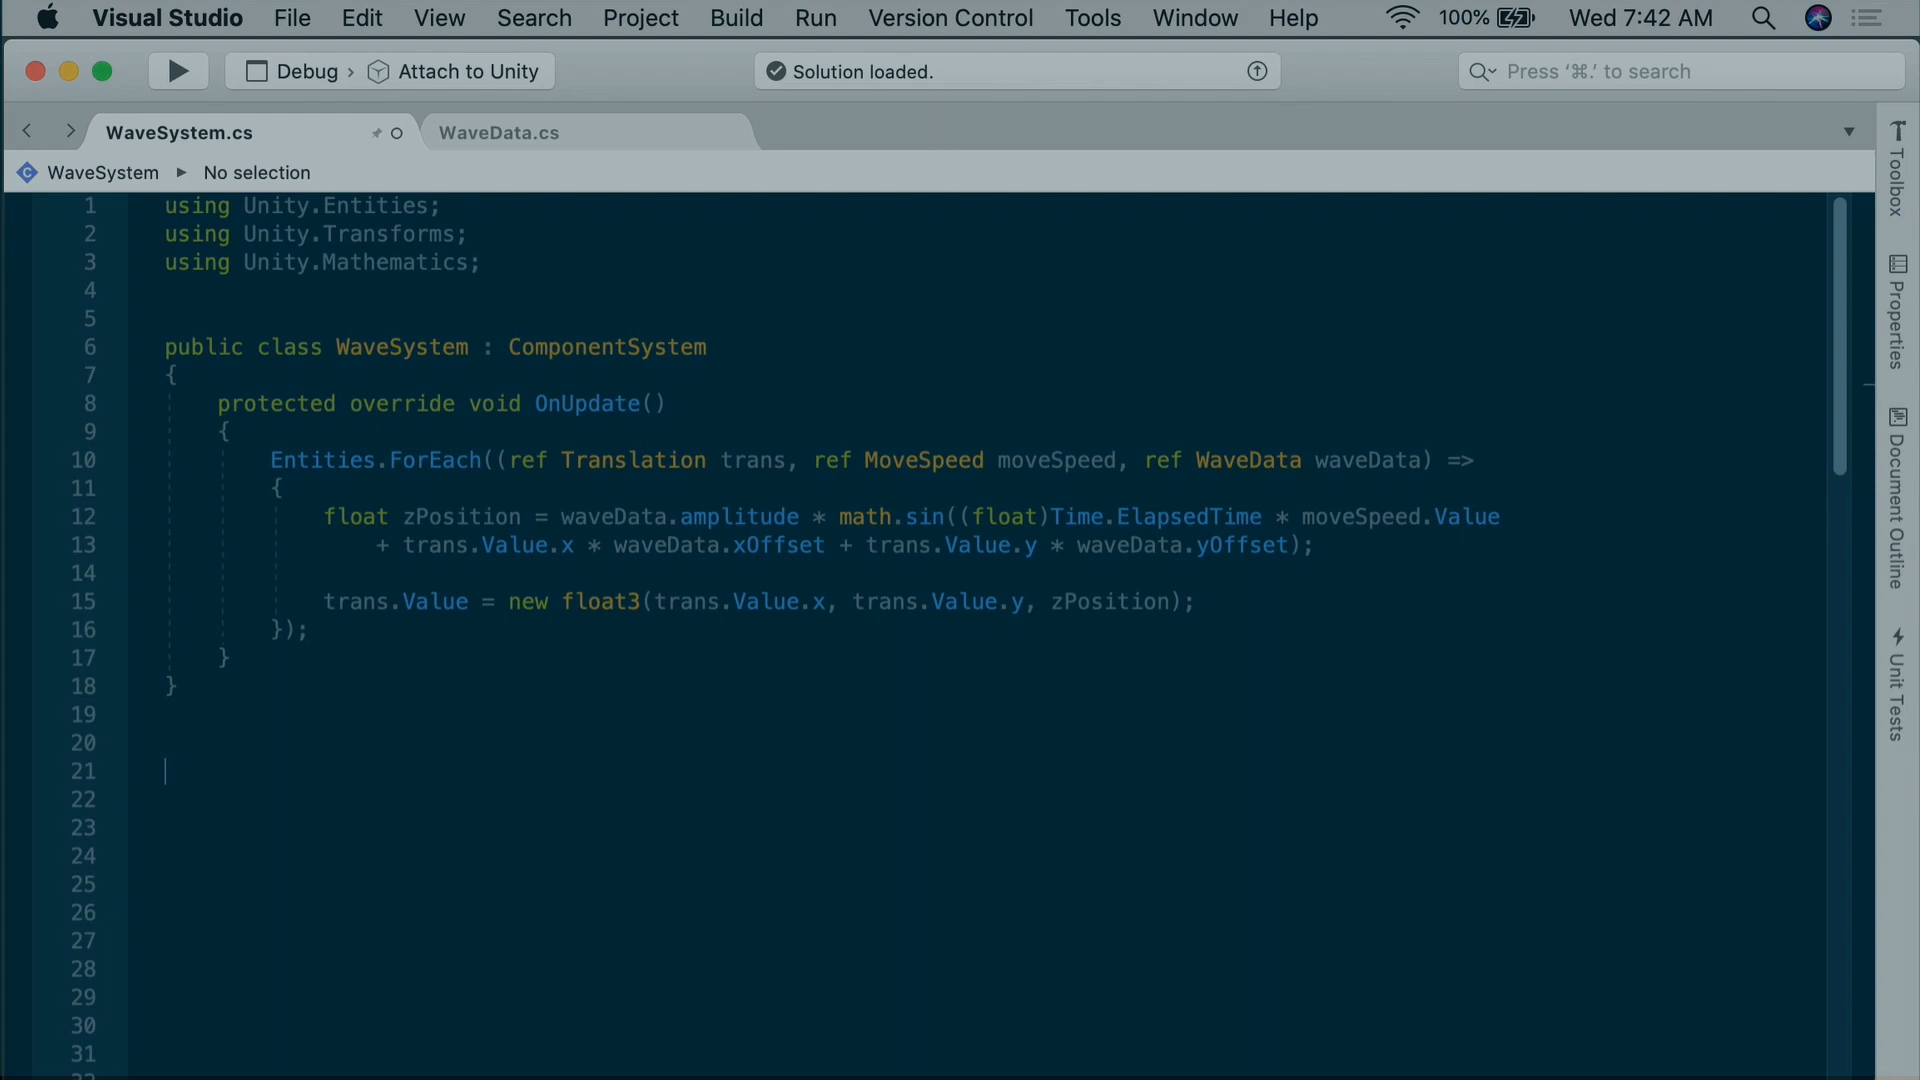 Visual Studio File Edit View Search Project Build Run Version Control Tools Window Help 100% Wed 7:42 AM
Debug › Attach to Unity
Solution loaded.
Press ‘⌘.’ to search
WaveSystem.cs
WaveData.cs
WaveSystem ▸ No selection
1 using Unity.Entities;
2 using Unity.Transforms;
3 using Unity.Mathematics;
4
5
6 public class WaveSystem : ComponentSystem
7 {
8 protected override void OnUpdate()
9 {
10 Entities.ForEach((ref Translation trans, ref MoveSpeed moveSpeed, ref WaveData waveData) =>
11 {
12 float zPosition = waveData.amplitude * math.sin((float)Time.ElapsedTime * moveSpeed.Value
13 + trans.Value.x * waveData.xOffset + trans.Value.y * waveData.yOffset);
14
15 trans.Value = new float3(trans.Value.x, trans.Value.y, zPosition);
16 });
17 }
18 }
19
20
21
22
23
24
25
26
27
28
29
30
31
Toolbox
Properties
Document Outline
Unit Tests